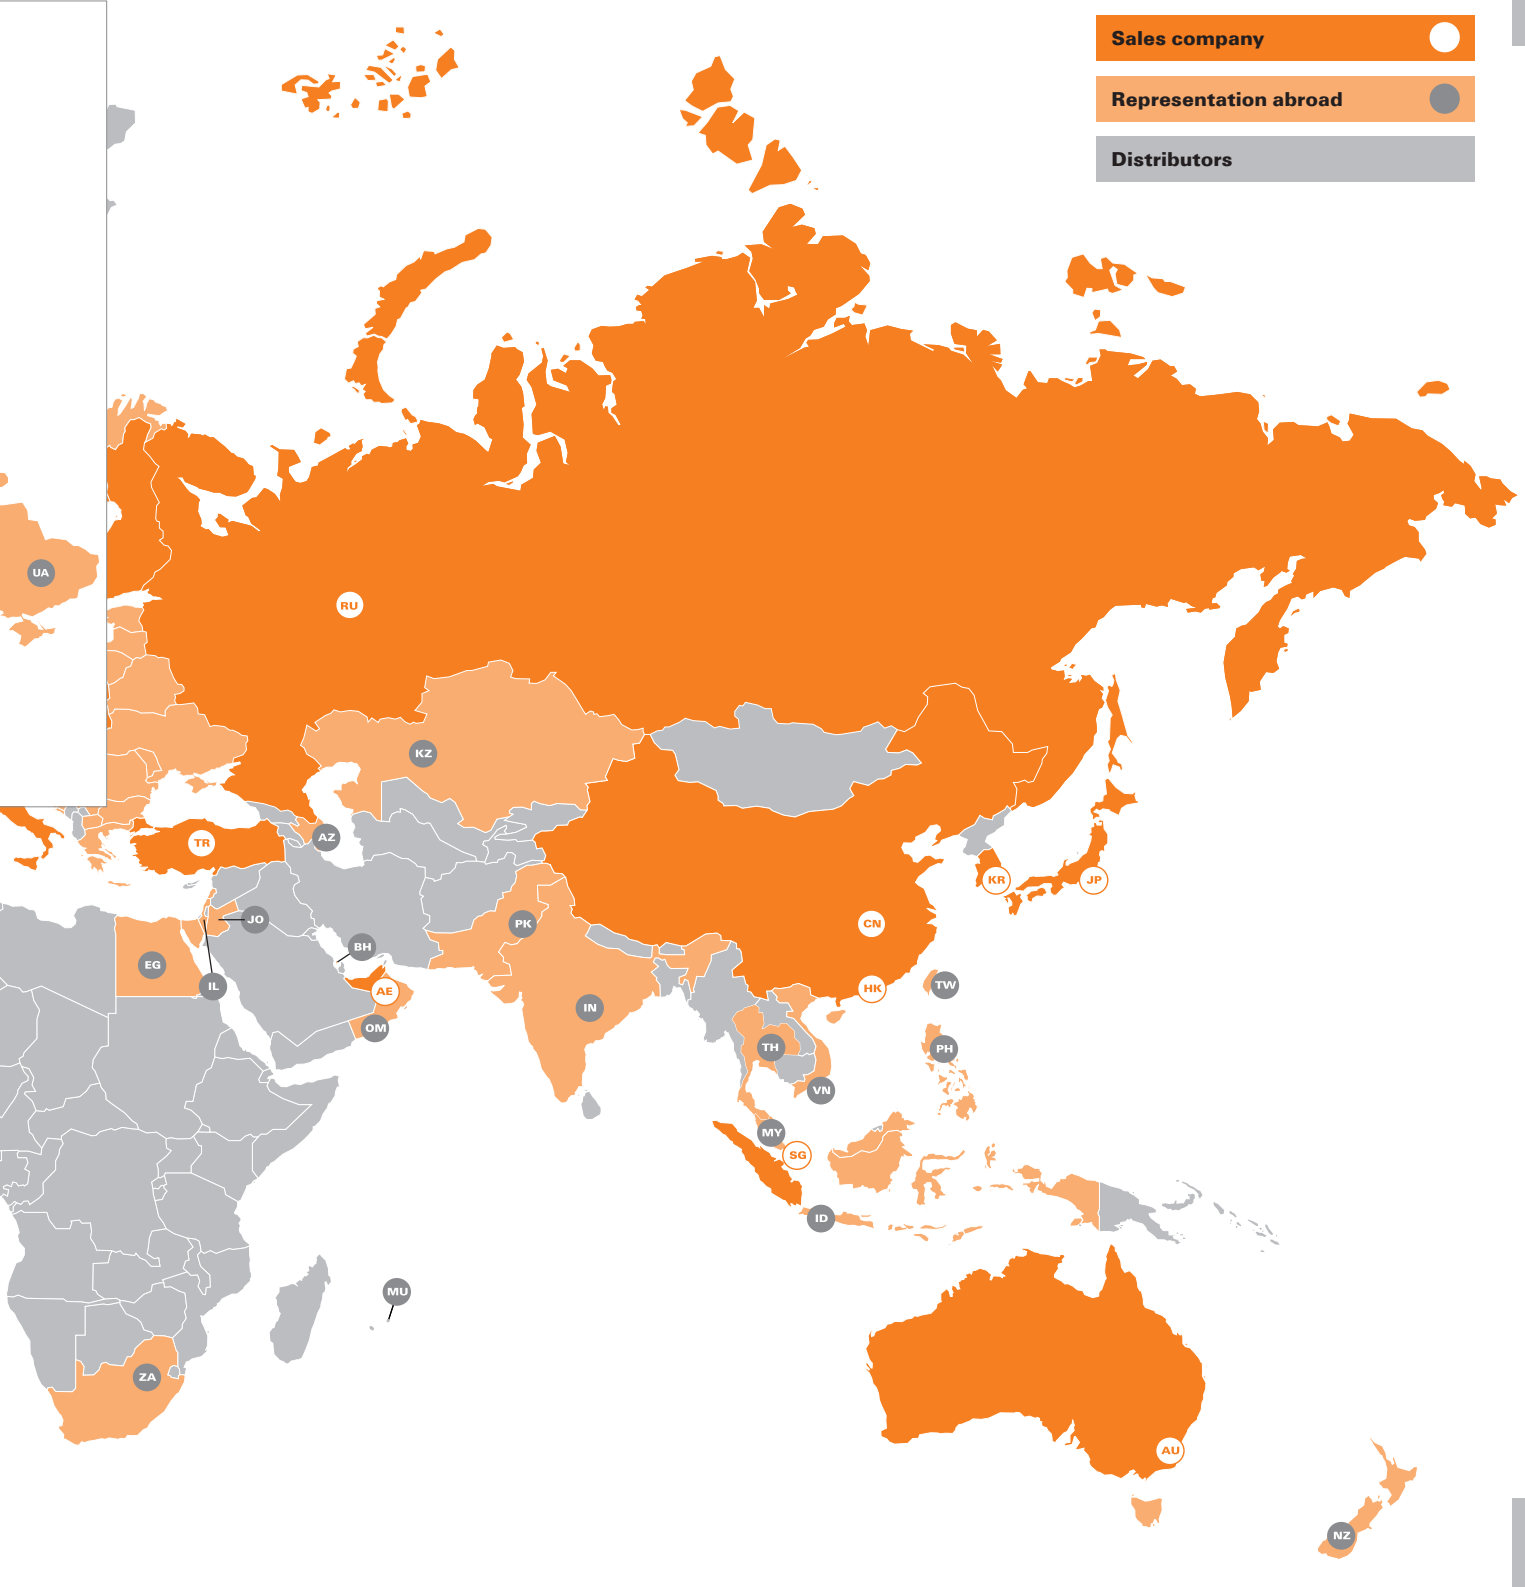 Sales company
Representation abroad
Distributors
UA
RU
KZ
TR
AZ
KR
JP
JO
PK
CN
BH
EG
IL
AE
HK
TW
IN
OM
TH
PH
VN
MY
SG
ID
MU
ZA
AU
NZ